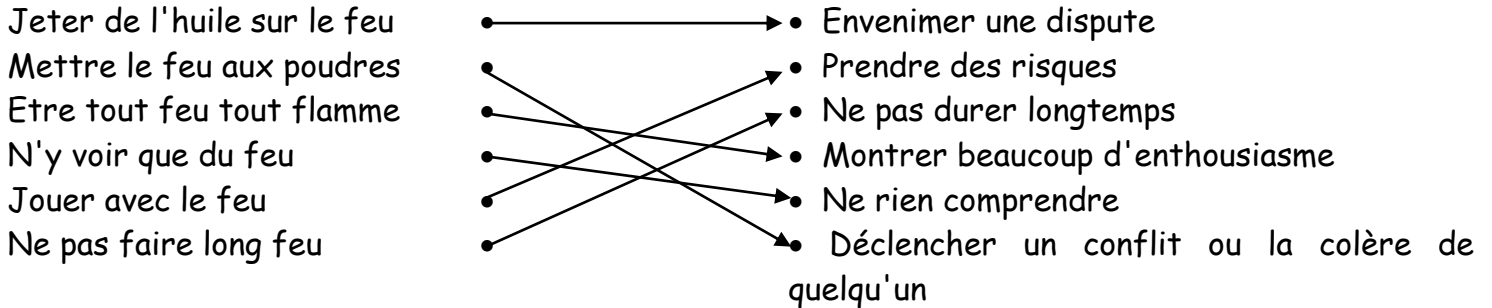 Jeter de l'huile sur le feu • • Envenimer une dispute
Mettre le feu aux poudres • • Prendre des risques
Etre tout feu tout flamme • • Ne pas durer longtemps
N'y voir que du feu • • Montrer beaucoup d'enthousiasme
Jouer avec le feu • • Ne rien comprendre
Ne pas faire long feu • • Déclencher un conflit ou la colère de
quelqu'un